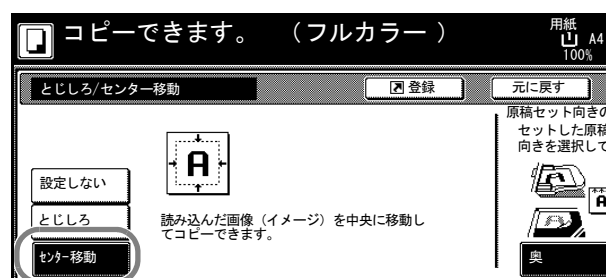 コピーできます。 （フルカラー ）
用紙
A4
100%
とじしろ/センター移動
登録
元に戻す
原稿セット向きの
セットした原稿
向きを選択して
設定しない
とじしろ
センター移動
A
読み込んだ画像（イメージ）を中央に移動し
てコピーできます。
A
奥